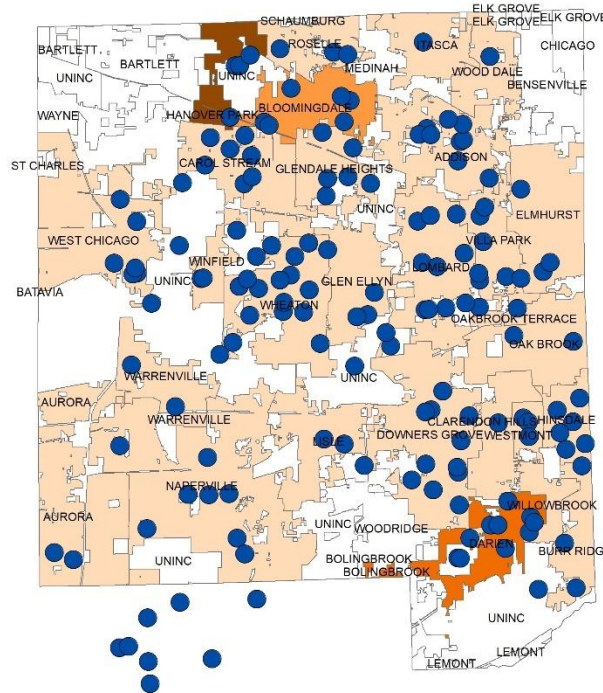 SCHAUMBURG
ELK GROVE
ELK GROVE
ELK GROVE
ROSELLE
ITASCA
BARTLETT
CHICAGO
BARTLETT
MEDINAH
WOOD DALE
UNINC
UNINC
BENSENVILLE
WAYNE
HANOVER PARK
BLOOMINGDALE
ADDISON
ST CHARLES
CAROL STREAM
GLENDALE HEIGHTS
UNINC
ELMHURST
WEST CHICAGO
VILLA PARK
WINFIELD
LOMBARD
BATAVIA
UNINC
GLEN ELLYN
WHEATON
OAKBROOK TERRACE
OAK BROOK
WARRENVILLE
UNINC
AURORA
WARRENVILLE
CLARENDON HILLS
HINSDALE
LISLE
DOWNERS GROVE
WESTMONT
NAPERVILLE
WILLOWBROOK
AURORA
UNINC
WOODRIDGE
DARIEN
UNINC
BOLINGBROOK
BURR RIDGE
BOLINGBROOK
UNINC
LEMONT
LEMONT